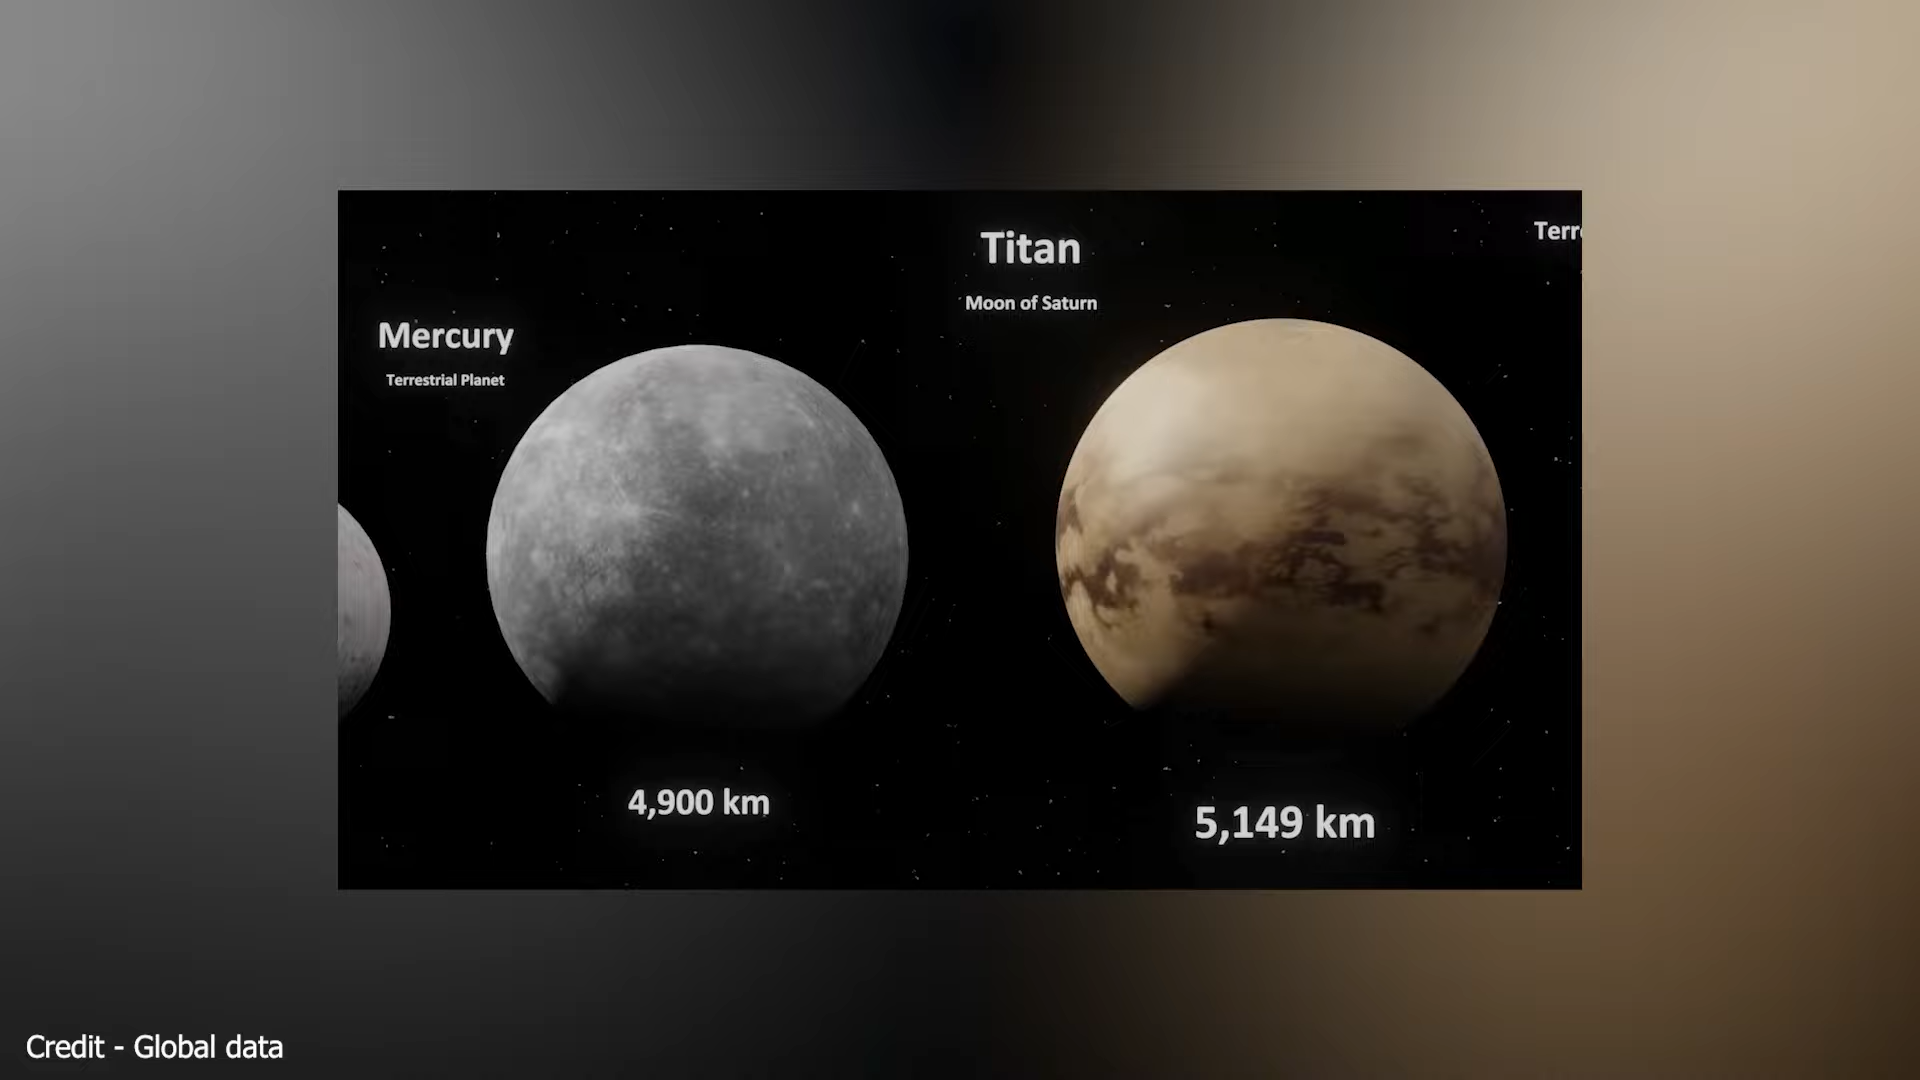 Titan
Moon of Saturn
Mercury
Terrestrial Planet
4,900 km
5,149 km
Credit - Global data